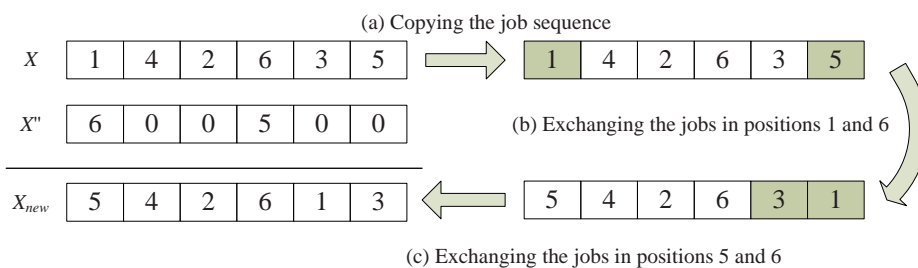 (a) Copying the job sequence
X 1 4 2 6 3 5 1 4 2 6 3 5
X" 6 0 0 5 0 0
(b) Exchanging the jobs in positions 1 and 6
Xnew 5 4 2 6 1 3 5 4 2 6 3 1
(c) Exchanging the jobs in positions 5 and 6